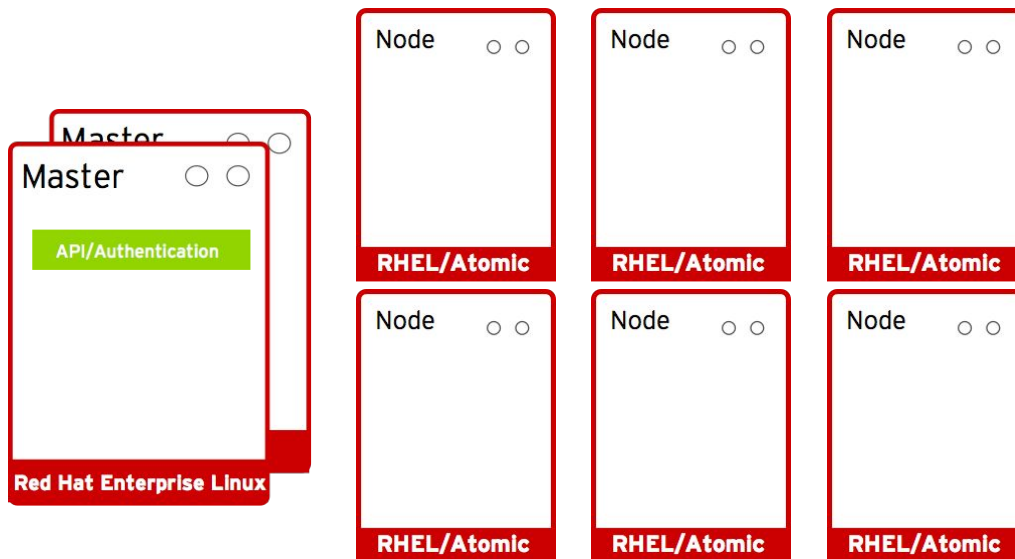 Master
Master
API/Authentication
Red Hat Enterprise Linux
Node
RHEL/Atomic
Node
RHEL/Atomic
Node
RHEL/Atomic
Node
RHEL/Atomic
Node
RHEL/Atomic
Node
RHEL/Atomic